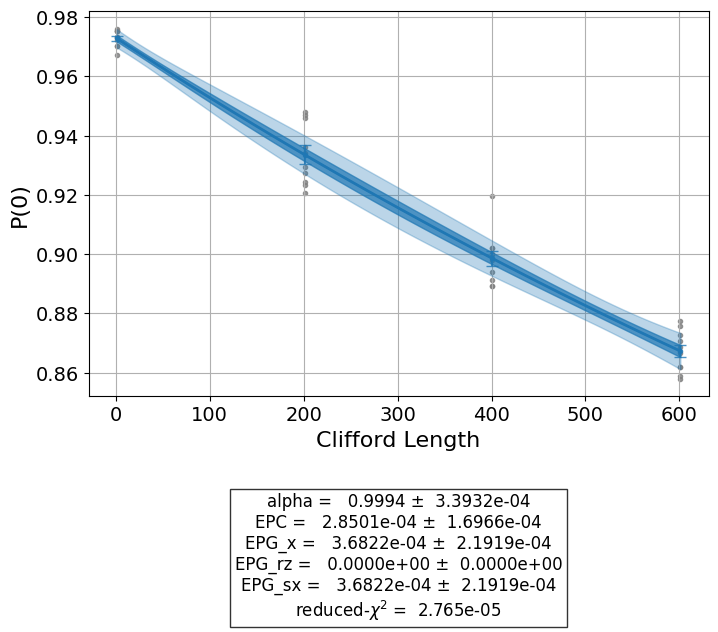 0.98
0.96
0.94
0.92
0.90
0.88
0.86
P(0)
0 100 200 300 400 500 600
Clifford Length
alpha = 0.9994 ± 3.3932e-04
EPC = 2.8501e-04 ± 1.6966e-04
EPG_x = 3.6822e-04 ± 2.1919e-04
EPG_rz = 0.0000e+00 ± 0.0000e+00
EPG_sx = 3.6822e-04 ± 2.1919e-04
reduced-χ² = 2.765e-05